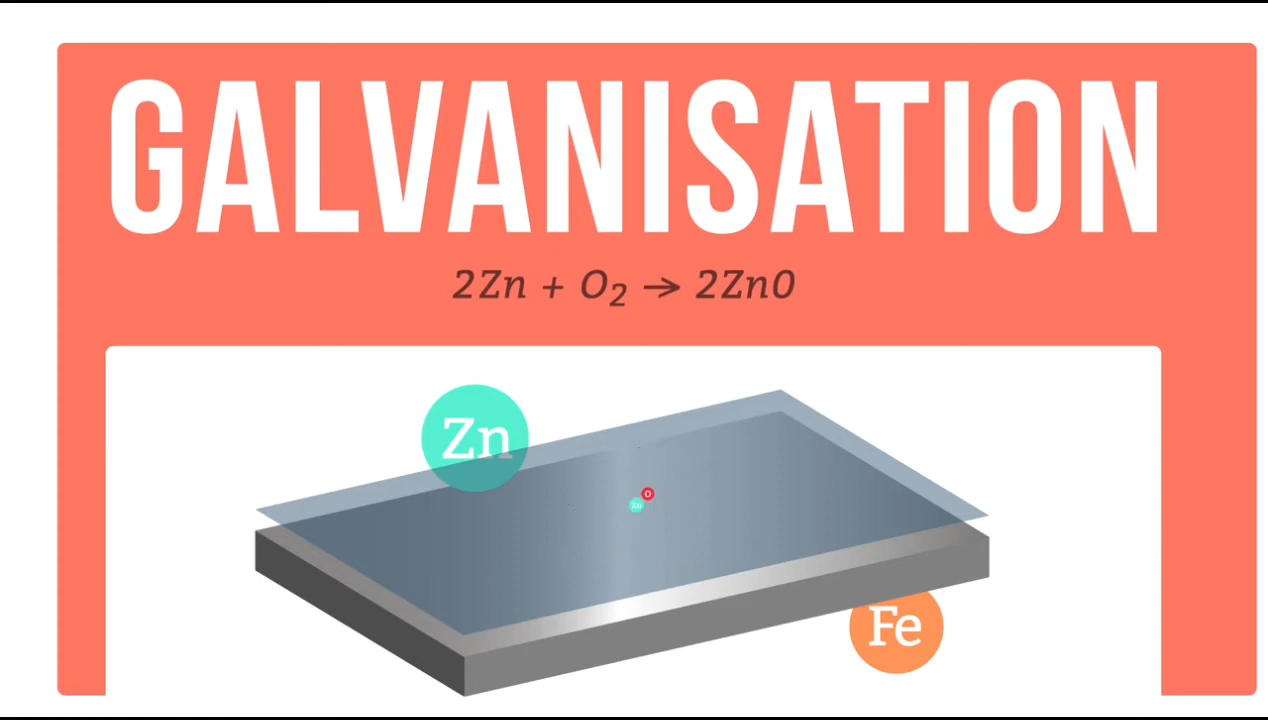 GALVANISATION
2Zn + O₂ → 2ZnO
Zn
O
Zn
Fe